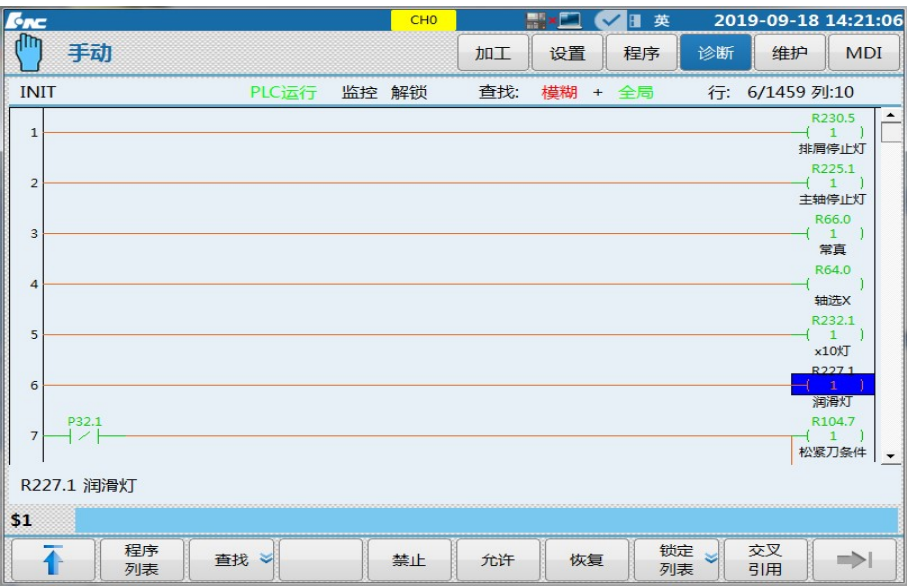 CH0 英 2019-09-18 14:21:06
手动 加工 设置 程序 诊断 维护 MDI
INIT PLC运行 监控 解锁 查找: 模糊 + 全局 行: 6/1459 列:10
R230.5
1 ( 1 )
排屑停止灯
R225.1
2 ( 1 )
主轴停止灯
R66.0
3 ( 1 )
常真
R64.0
4 ( )
轴选X
R232.1
5 ( 1 )
x10灯
R227.1
6 ( 1 )
润滑灯
P32.1 R104.7
7 ( 1 )
松紧刀条件
R227.1 润滑灯
$1
程序列表 查找 禁止 允许 恢复 锁定列表 交叉引用